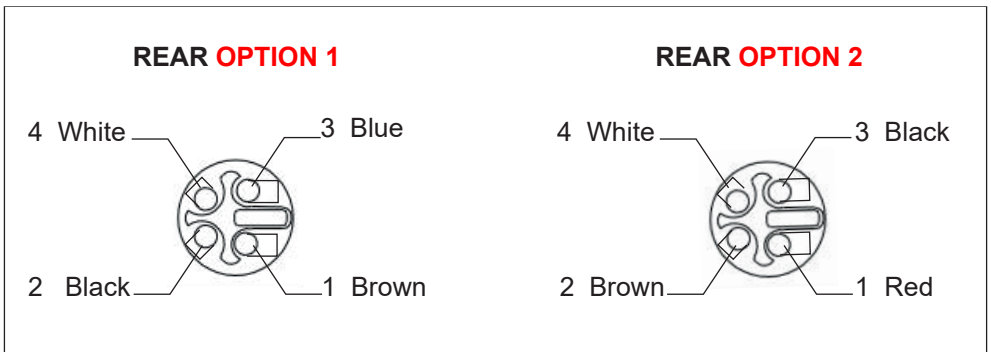 REAR OPTION 1
4 White
3 Blue
2 Black
1 Brown
REAR OPTION 2
4 White
3 Black
2 Brown
1 Red